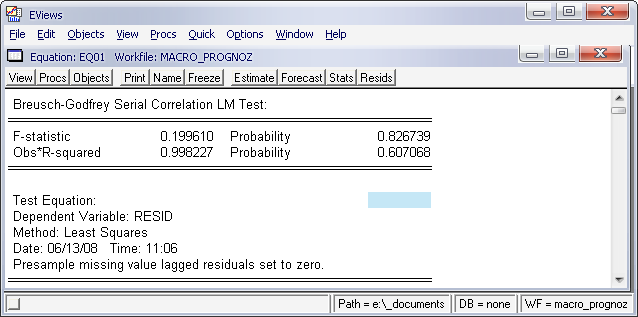 EViews
File Edit Objects View Procs Quick Options Window Help
Equation: EQ01 Workfile: MACRO_PROGNOZ
View Procs Objects Print Name Freeze Estimate Forecast Stats Resids
Breusch-Godfrey Serial Correlation LM Test:
F-statistic 0.199610 Probability 0.826739
Obs*R-squared 0.998227 Probability 0.607068
Test Equation:
Dependent Variable: RESID
Method: Least Squares
Date: 06/13/08 Time: 11:06
Presample missing value lagged residuals set to zero.
Path = e:\_documents DB = none WF = macro_prognoz